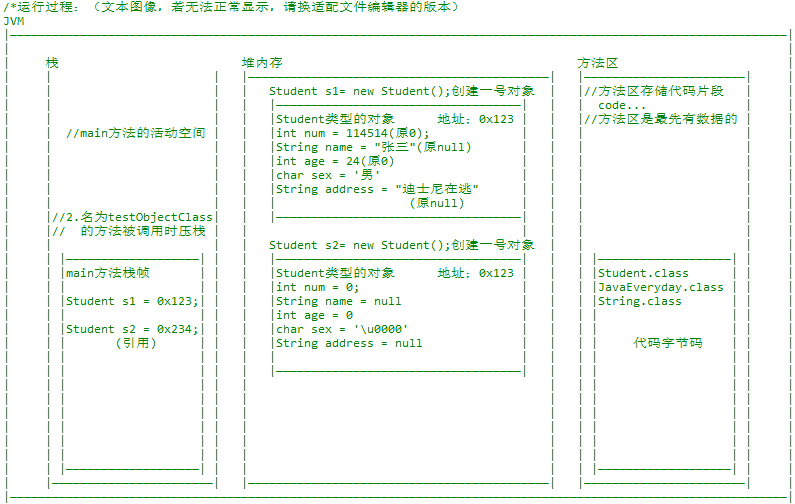 /*运行过程：（文本图像，若无法正常显示，请换适配文件编辑器的版本）
JVM
栈 堆内存 方法区
Student s1= new Student();创建一号对象 //方法区存储代码片段
code...
Student类型的对象 地址：0x123 //方法区是最先有数据的
//main方法的活动空间 int num = 114514(原0);
String name = "张三"(原null)
int age = 24(原0)
char sex = '男'
String address = "迪士尼在逃"
(原null)
//2.名为testObjectClass
// 的方法被调用时压栈
Student s2= new Student();创建一号对象
main方法栈帧 Student类型的对象 地址：0x123 Student.class
int num = 0; JavaEveryday.class
Student s1 = 0x123; String name = null String.class
int age = 0
Student s2 = 0x234; char sex = '\u0000'
(引用) String address = null 代码字节码